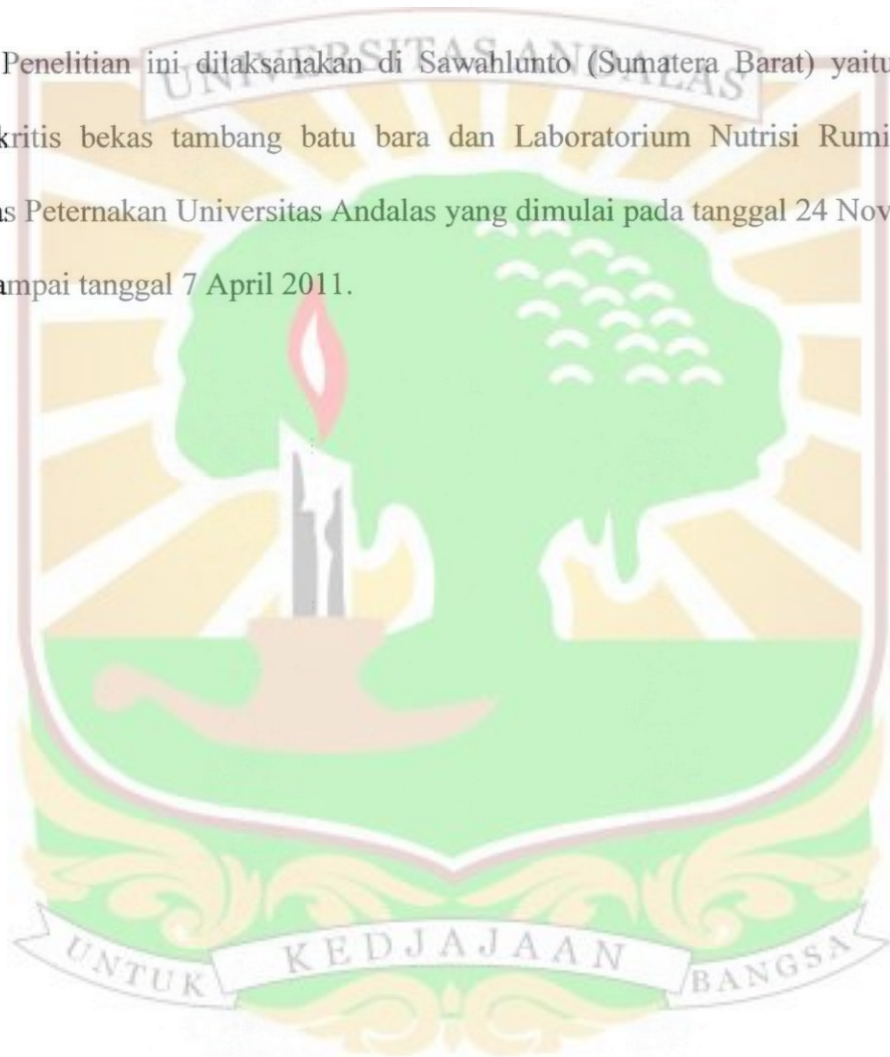 UNIVERSITAS ANDALAS
Penelitian ini dilaksanakan di Sawahlunto (Sumatera Barat) yaitu
kritis bekas tambang batu bara dan Laboratorium Nutrisi Rumi
s Peternakan Universitas Andalas yang dimulai pada tanggal 24 Nov
ampai tanggal 7 April 2011.
UNTUK KEDJAJAAN BANGSA